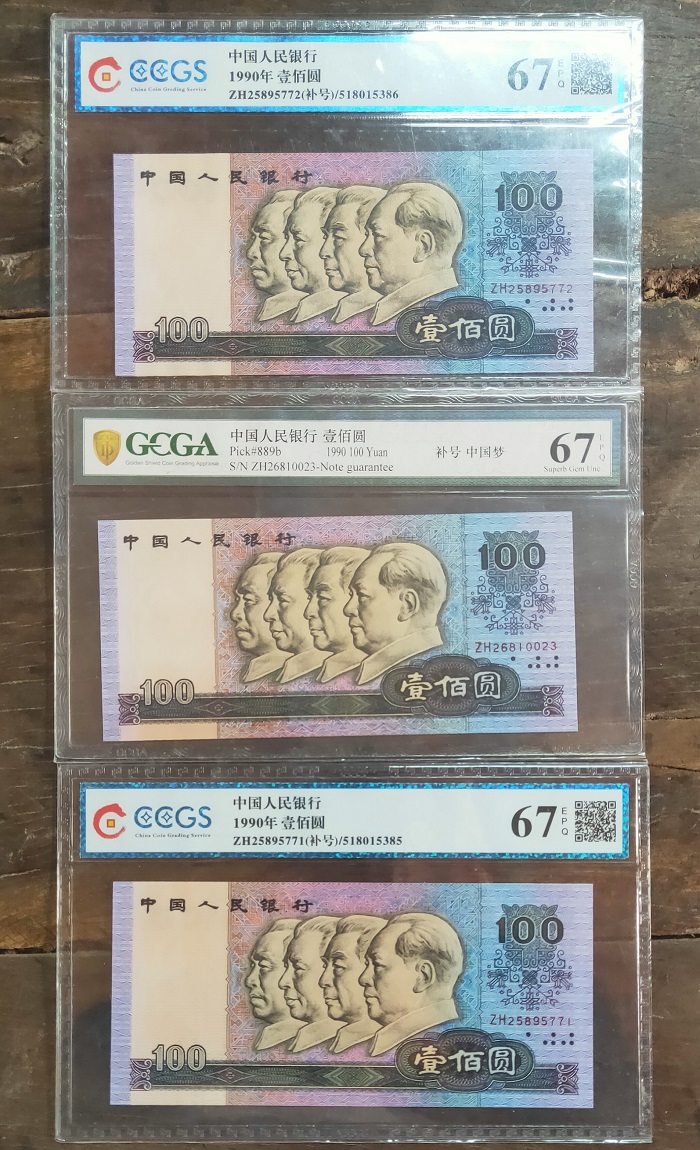 CCGS
China Coin Grading Service
中国人民银行
1990年 壹佰圆
ZH25895772(补号)/518015386
67
EPQ
中国人民银行
100
ZH25895772
100
壹佰圆
GCGA
Golden Shield Coin Grading Appraise
中国人民银行 壹佰圆
Pick#889b 1990 100 Yuan 补号 中国梦
S/N ZH26810023-Note guarantee
67
EPQ
Superb Gem Unc
中国人民银行
100
ZH26810023
100
壹佰圆
GCGA
CCGS
China Coin Grading Service
中国人民银行
1990年 壹佰圆
ZH25895771(补号)/518015385
67
EPQ
中国人民银行
100
ZH25895771
100
壹佰圆